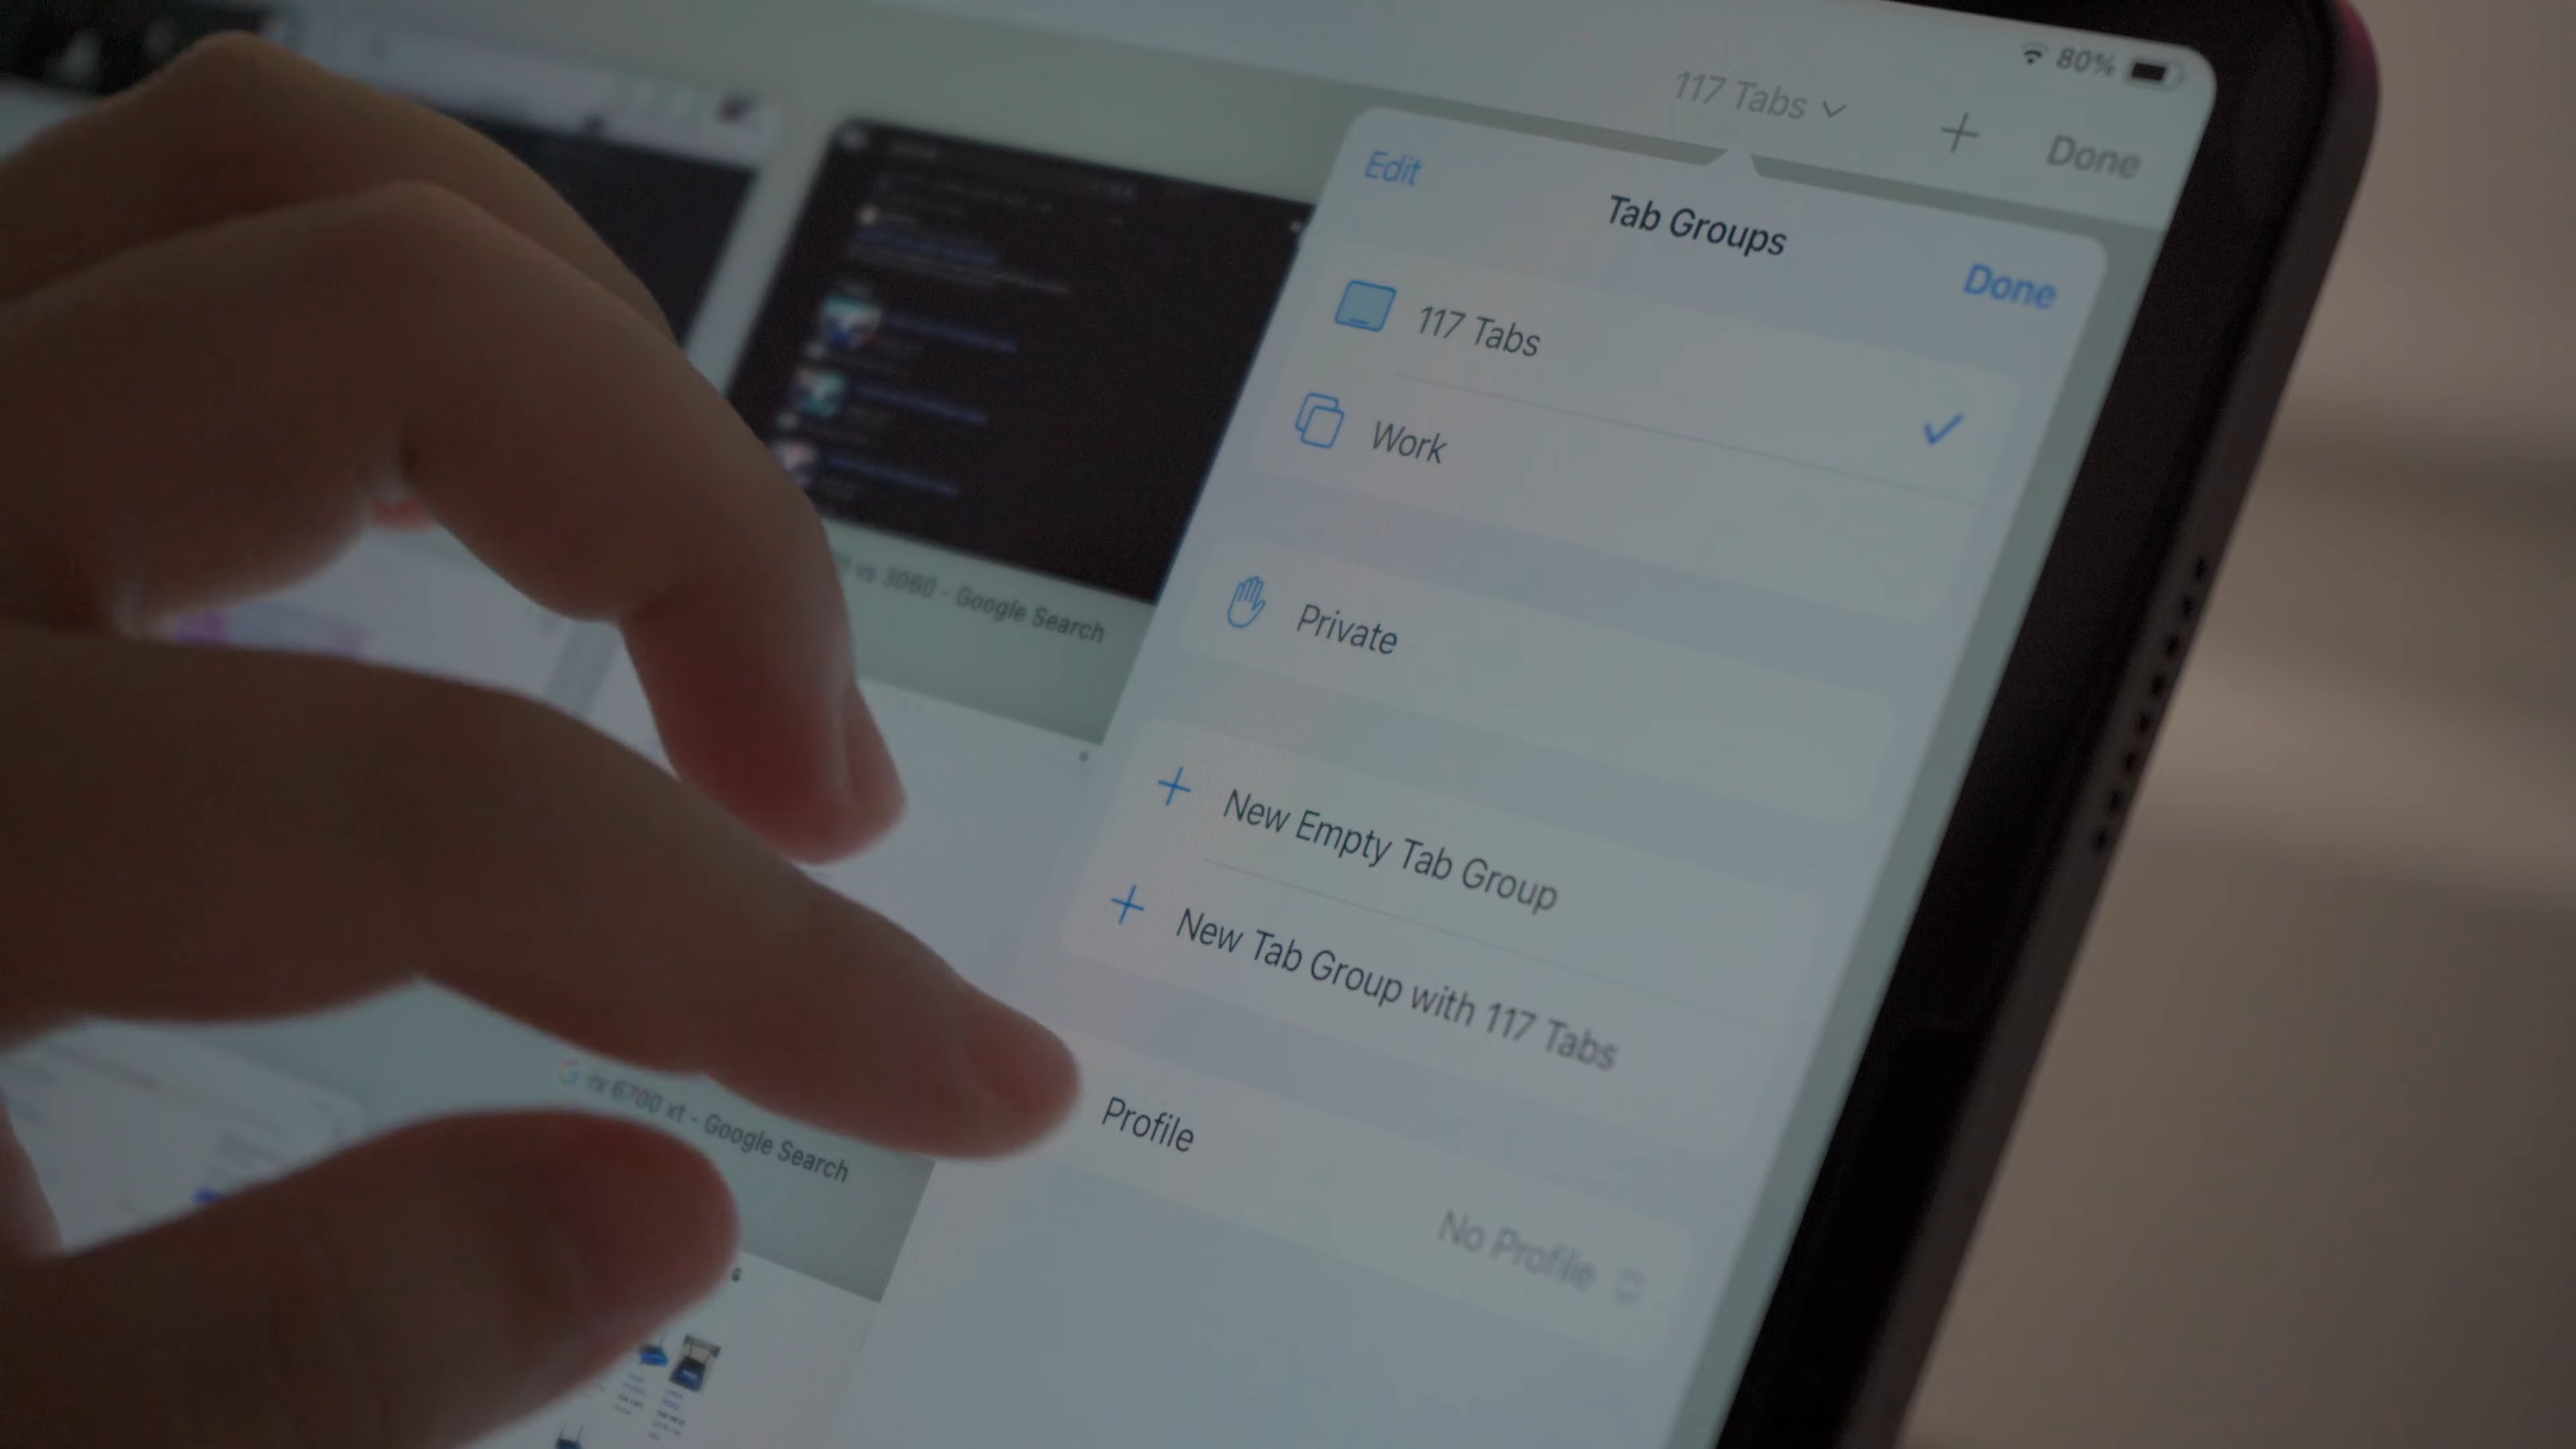 80%
117 Tabs
Done
Edit
Tab Groups
Done
117 Tabs
Work
Private
New Empty Tab Group
New Tab Group with 117 Tabs
Profile
No Profile
vs 3060 - Google Search
rx 6700 xt - Google Search